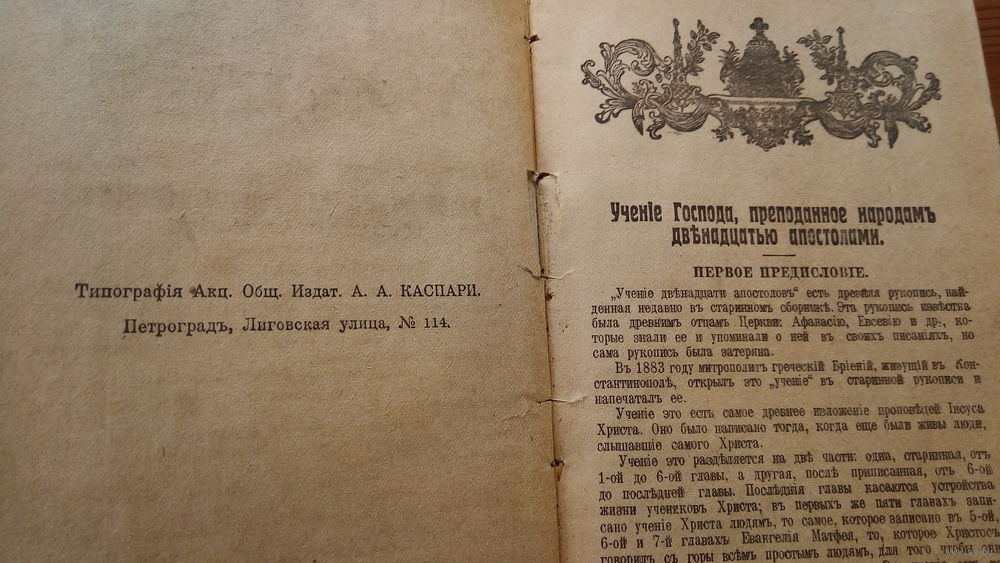 Типографія Акц. Общ. Издат. А. А. КАСПАРИ.
Петроградъ, Лиговская улица, № 114.
Ученіе Господа, преподанное народамъ
двѣнадцатью апостолами.
ПЕРВОЕ ПРЕДИСЛОВІЕ.
„Ученіе двѣнадцати апостоловъ“ есть древняя рукопись, най-
денная недавно въ старинномъ сборникѣ. Эта рукопись извѣстна
была древнимъ отцамъ Церкви: Афанасію, Евсевію и др., ко-
торые знали ее и упоминали о ней въ своихъ писаніяхъ, но
сама рукопись была затеряна.
Въ 1883 году митрополитъ греческій Бріеній, живущій въ Кон-
стантинополѣ, открылъ это „ученіе“ въ старинной рукописи и
напечаталъ ее.
Ученіе это есть самое древнее изложеніе проповѣдей Іисуса
Христа. Оно было написано тогда, когда еще были живы люди,
слышавшіе самого Христа.
Ученіе это раздѣляется на двѣ части: одна, старинная, отъ
1-ой до 6-ой главы, а другая, послѣ приписанная, отъ 6-ой
до послѣдней главы. Послѣднія главы касаются устройства
жизни учениковъ Христа; въ первыхъ же пяти главахъ запи-
сано ученіе Христа людямъ, то самое, которое записано въ 5-ой,
6-ой и 7-й главахъ Евангелія Матфея, то, которое Христосъ
говорилъ съ горы всѣмъ простымъ людямъ, для того чтобы они